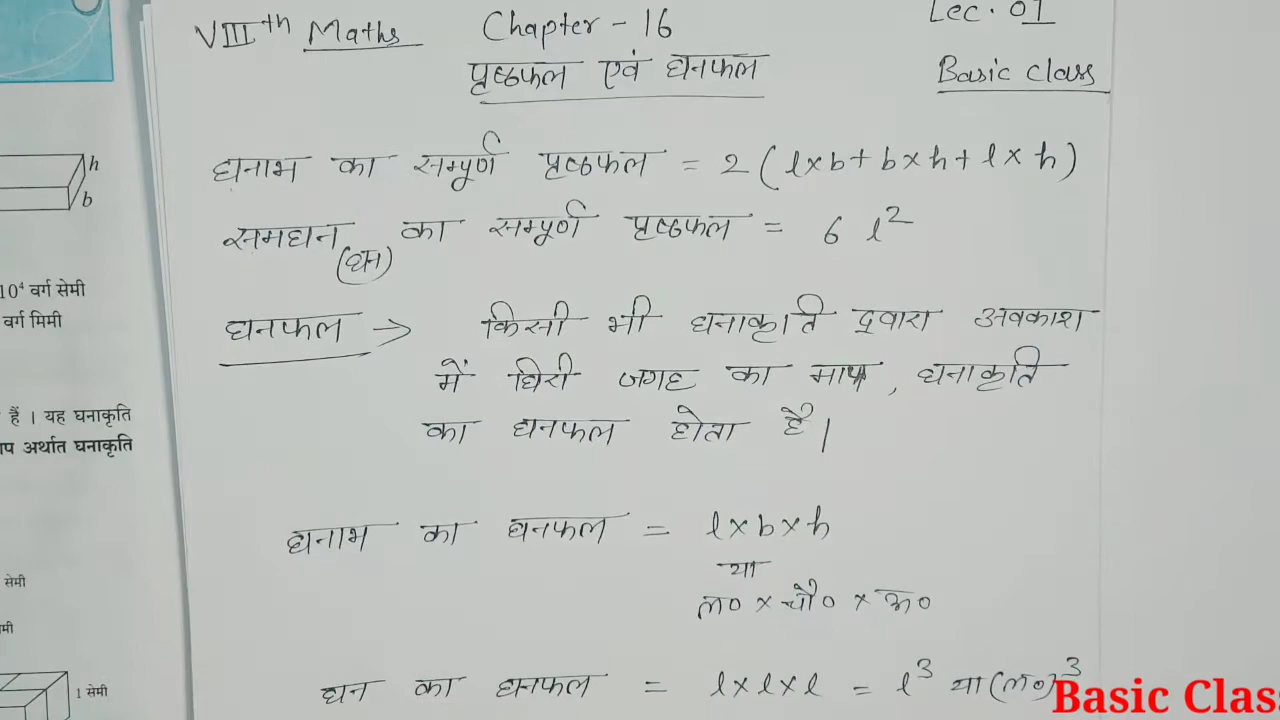 VIIIth Maths Chapter - 16 Lec. 01
पृष्ठफल एवं घनफल Basic class
घनाभ का सम्पूर्ण पृष्ठफल = 2 (l×b + b×h + l×h)
समघन का सम्पूर्ण पृष्ठफल = 6 l²
(घन)
घनफल → किसी भी घनाकृति द्वारा अवकाश
में घिरी जगह का माप, घनाकृति
का घनफल होता है।
घनाभ का घनफल = l×b×h
या
ल० × चौ० × ऊ०
घन का घनफल = l×l×l = l³ या (ल०)³
Basic Clas
h
b
10⁴ वर्ग सेमी
वर्ग मिमी
हैं । यह घनाकृति
अर्थात घनाकृति
सेमी
1 सेमी